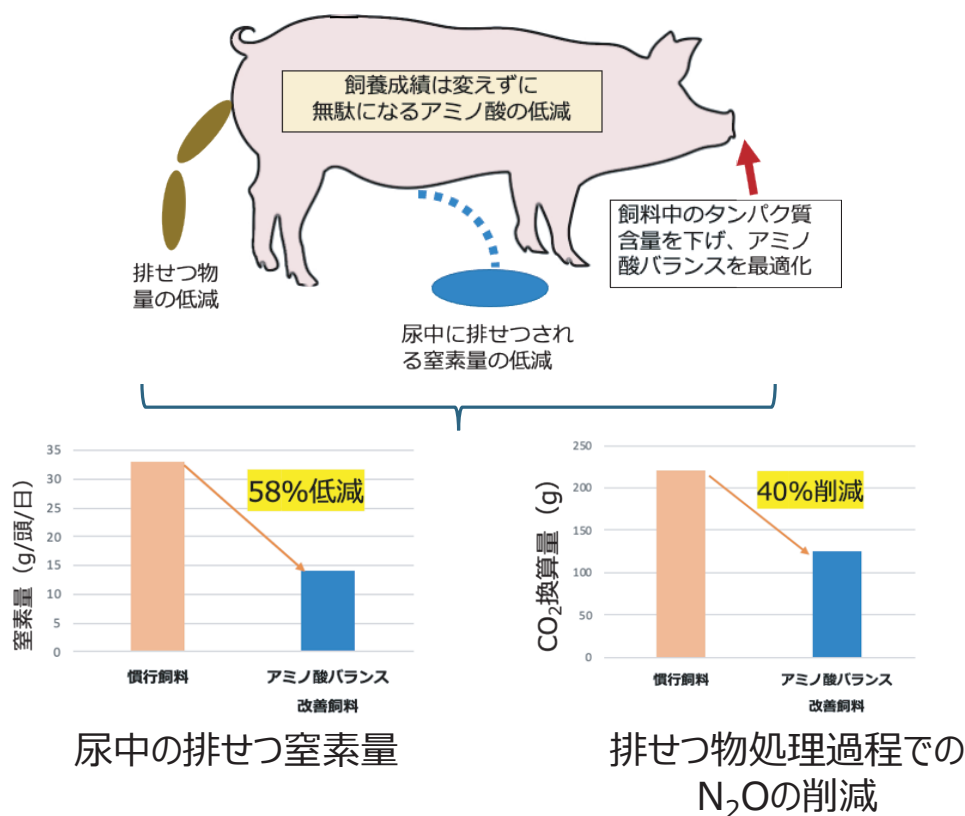 飼養成績は変えずに
無駄になるアミノ酸の低減
飼料中のタンパク質
含量を下げ、アミノ
酸バランスを最適化
排せつ物
量の低減
尿中に排せつされ
る窒素量の低減
窒素量（g/頭/日）
35
30
25
20
15
10
5
0
58%低減
慣行飼料
アミノ酸バランス
改善飼料
尿中の排せつ窒素量
CO₂換算量（g）
250
200
150
100
50
0
40%削減
慣行飼料
アミノ酸バランス
改善飼料
排せつ物処理過程での
N₂Oの削減